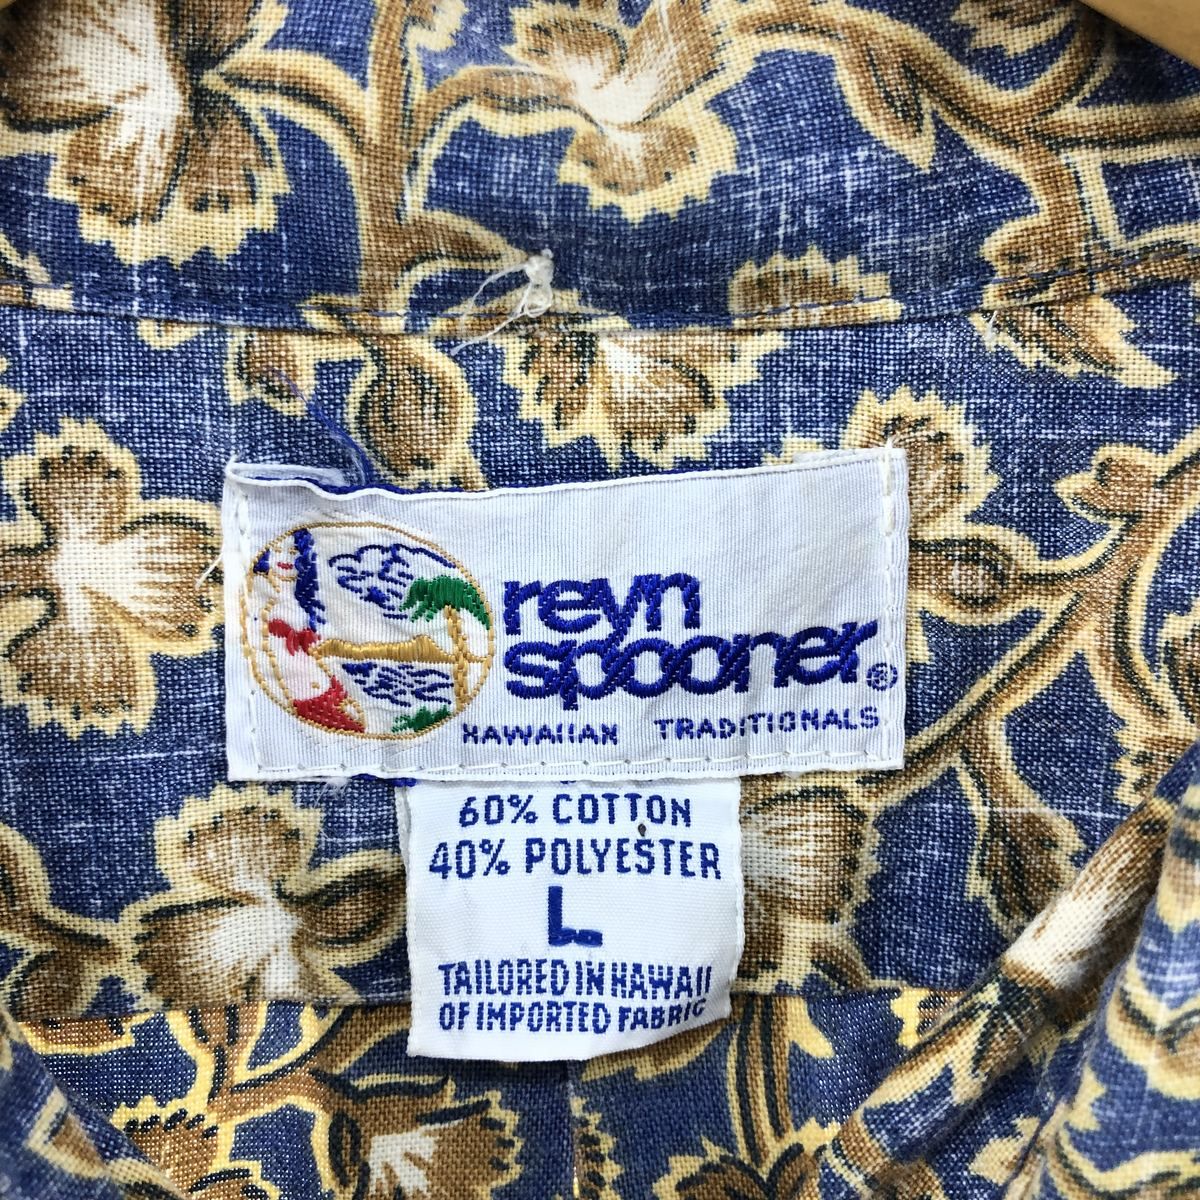 reyn
spooner®
HAWAIIAN TRADITIONALS
60% COTTON
40% POLYESTER
L
TAILORED IN HAWAII
OF IMPORTED FABRIC